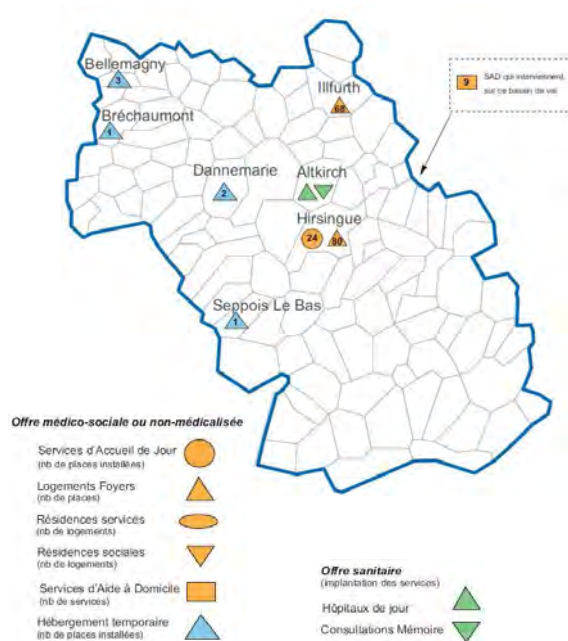 Bellemagny
3
Bréchaumont
1
Illfurth
68
9 SAD qui interviennent
sur ce bassin de vei
Dannemarie
2
Altkirch
Hirsingue
24
80
Seppois Le Bas
1
Offre médico-sociale ou non-médicalisée
Services d'Accueil de Jour
(nb de places installées)
Logements Foyers
(nb de places)
Résidences services
(nb de logements)
Résidences sociales
(nb de logements)
Services d'Aide à Domicile
(nb de services)
Hébergement temporaire
(nb de places installées)
Offre sanitaire
(implantation des services)
Hôpitaux de jour
Consultations Mémoire